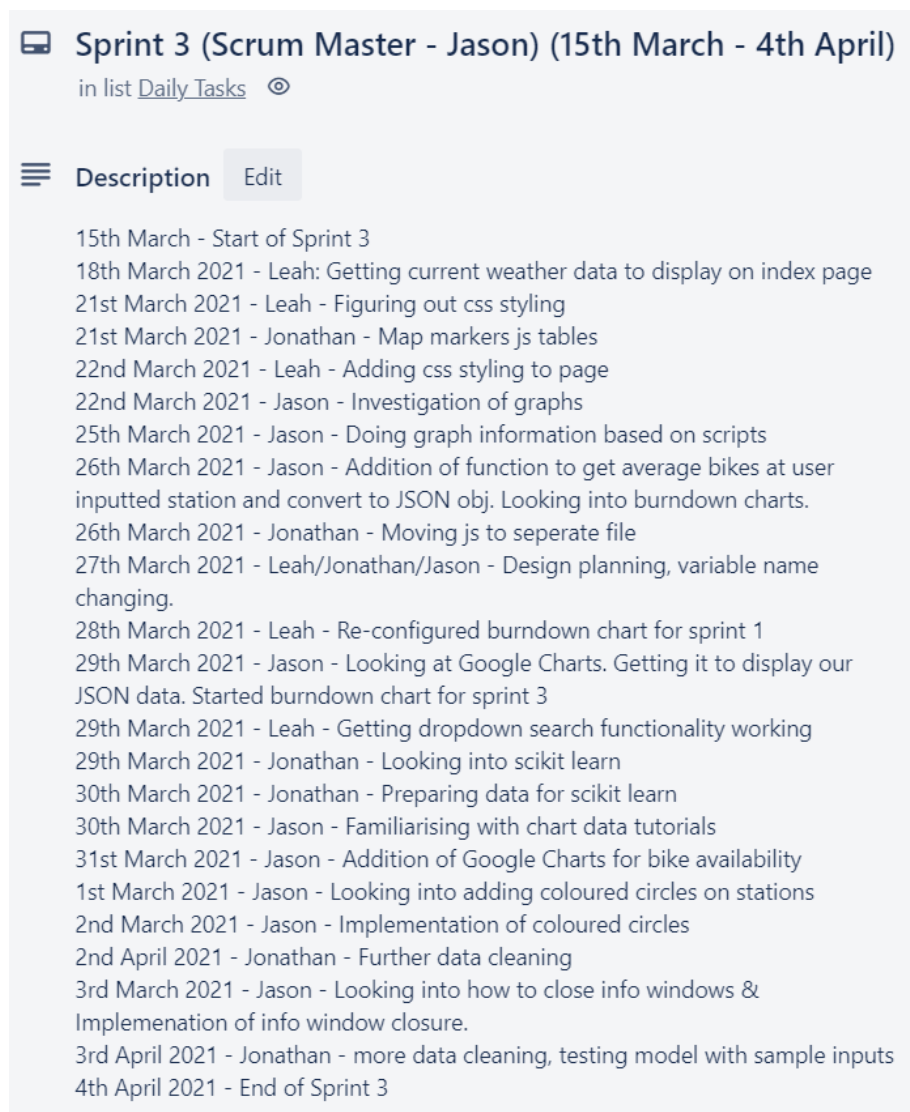 Sprint 3 (Scrum Master - Jason) (15th March - 4th April)
in list Daily Tasks
Description Edit
15th March - Start of Sprint 3
18th March 2021 - Leah: Getting current weather data to display on index page
21st March 2021 - Leah - Figuring out css styling
21st March 2021 - Jonathan - Map markers js tables
22nd March 2021 - Leah - Adding css styling to page
22nd March 2021 - Jason - Investigation of graphs
25th March 2021 - Jason - Doing graph information based on scripts
26th March 2021 - Jason - Addition of function to get average bikes at user
inputted station and convert to JSON obj. Looking into burndown charts.
26th March 2021 - Jonathan - Moving js to seperate file
27th March 2021 - Leah/Jonathan/Jason - Design planning, variable name
changing.
28th March 2021 - Leah - Re-configured burndown chart for sprint 1
29th March 2021 - Jason - Looking at Google Charts. Getting it to display our
JSON data. Started burndown chart for sprint 3
29th March 2021 - Leah - Getting dropdown search functionality working
29th March 2021 - Jonathan - Looking into scikit learn
30th March 2021 - Jonathan - Preparing data for scikit learn
30th March 2021 - Jason - Familiarising with chart data tutorials
31st March 2021 - Jason - Addition of Google Charts for bike availability
1st March 2021 - Jason - Looking into adding coloured circles on stations
2nd March 2021 - Jason - Implementation of coloured circles
2nd April 2021 - Jonathan - Further data cleaning
3rd March 2021 - Jason - Looking into how to close info windows &
Implemenation of info window closure.
3rd April 2021 - Jonathan - more data cleaning, testing model with sample inputs
4th April 2021 - End of Sprint 3